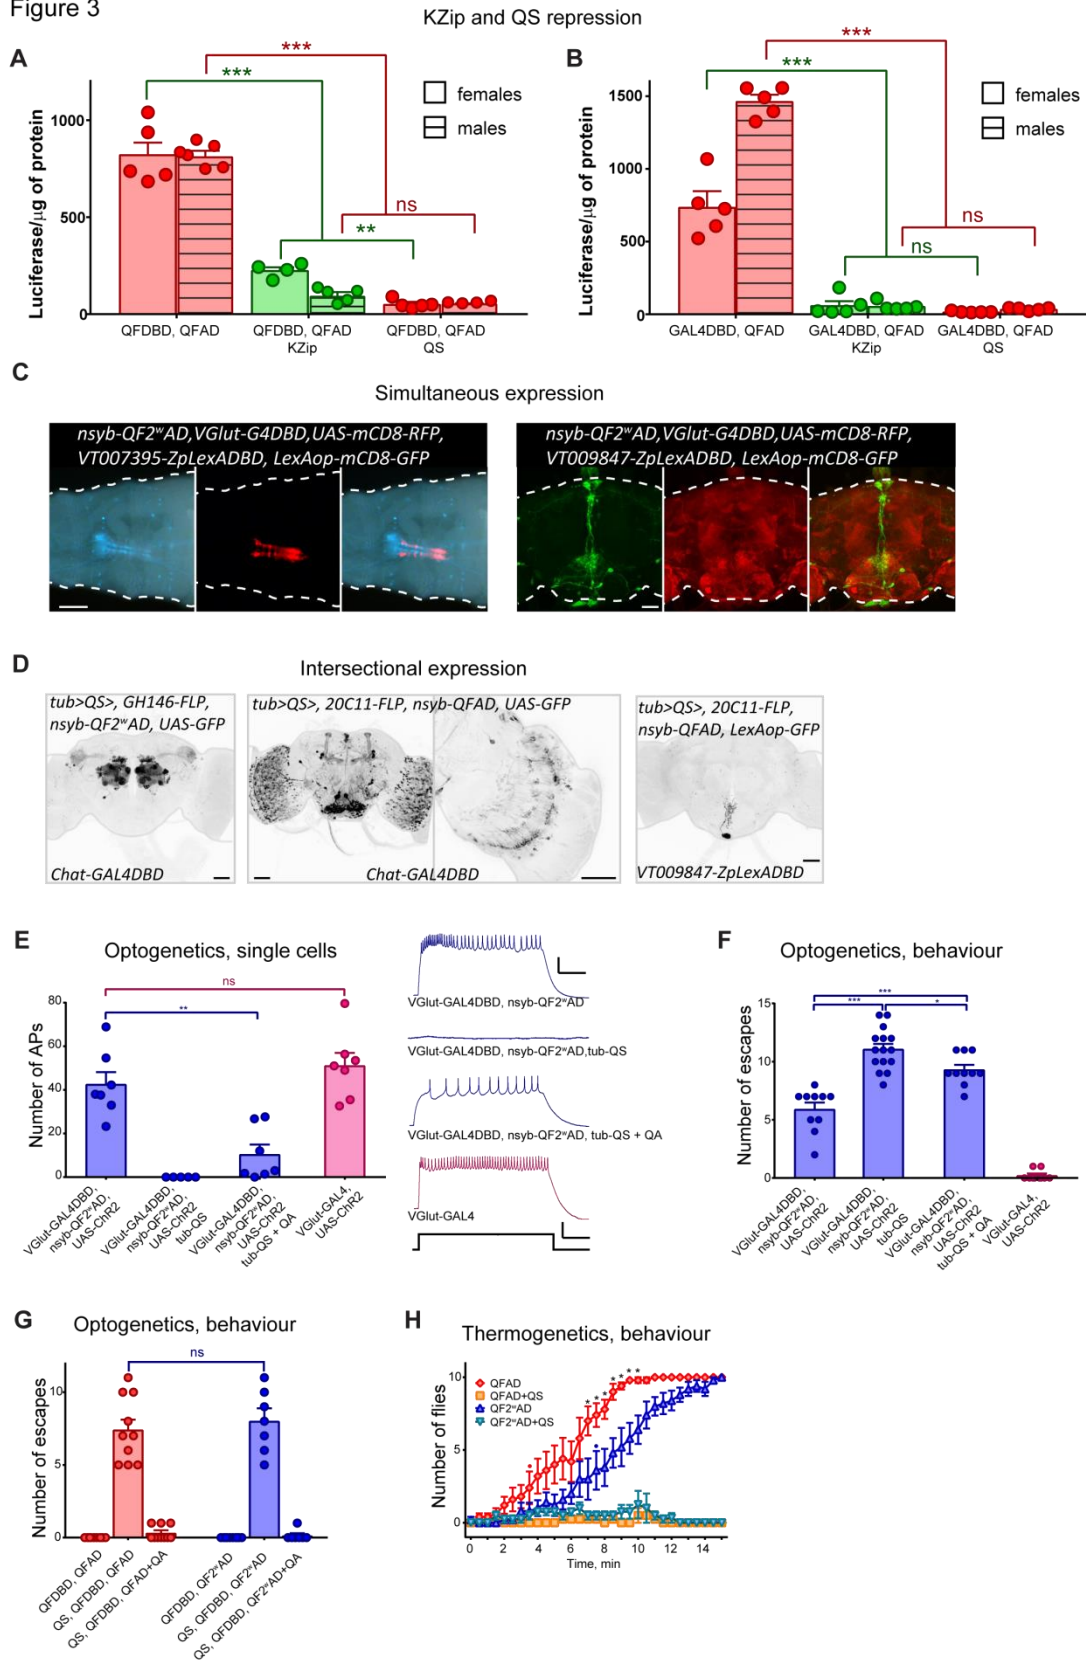 Figure 3
KZip and QS repression
A
***
***
females
males
Luciferase/µg of protein
1000
500
0
ns
**
QFDBD, QFAD
QFDBD, QFAD
KZip
QFDBD, QFAD
QS
B
***
***
females
males
Luciferase/µg of protein
1500
1000
500
0
ns
ns
GAL4DBD, QFAD
GAL4DBD, QFAD
KZip
GAL4DBD, QFAD
QS
C
Simultaneous expression
nsyb-QF2ʷAD,VGlut-G4DBD,UAS-mCD8-RFP,
VT007395-ZpLexADBD, LexAop-mCD8-GFP
nsyb-QF2ʷAD,VGlut-G4DBD,UAS-mCD8-RFP,
VT009847-ZpLexADBD, LexAop-mCD8-GFP
D
Intersectional expression
tub>QS>, GH146-FLP,
nsyb-QF2ʷAD, UAS-GFP
Chat-GAL4DBD
tub>QS>, 20C11-FLP, nsyb-QFAD, UAS-GFP
Chat-GAL4DBD
tub>QS>, 20C11-FLP,
nsyb-QFAD, LexAop-GFP
VT009847-ZpLexADBD
E
Optogenetics, single cells
ns
**
Number of APs
80
60
40
20
0
VGlut-GAL4DBD,
nsyb-QF2ʷAD,
UAS-ChR2
VGlut-GAL4DBD,
nsyb-QF2ʷAD,
UAS-ChR2
tub-QS
VGlut-GAL4DBD,
nsyb-QF2ʷAD,
UAS-ChR2
tub-QS + QA
VGlut-GAL4,
UAS-ChR2
VGlut-GAL4DBD, nsyb-QF2ʷAD
VGlut-GAL4DBD, nsyb-QF2ʷAD,tub-QS
VGlut-GAL4DBD, nsyb-QF2ʷAD, tub-QS + QA
VGlut-GAL4
F
Optogenetics, behaviour
***
***
*
Number of escapes
15
10
5
0
VGlut-GAL4DBD,
nsyb-QF2ʷAD,
UAS-ChR2
VGlut-GAL4DBD,
nsyb-QF2ʷAD,
UAS-ChR2
tub-QS
VGlut-GAL4DBD,
nsyb-QF2ʷAD,
UAS-ChR2
tub-QS + QA
VGlut-GAL4,
UAS-ChR2
G
Optogenetics, behaviour
ns
Number of escapes
10
5
0
QFDBD, QFAD
QS, QFDBD, QFAD
QS, QFDBD, QFAD+QA
QFDBD, QF2ʷAD
QS, QFDBD, QF2ʷAD
QS, QFDBD, QF2ʷAD+QA
H
Thermogenetics, behaviour
QFAD
QFAD+QS
QF2ʷAD
QF2ʷAD+QS
Number of flies
10
5
0
0 2 4 6 8 10 12 14
Time, min